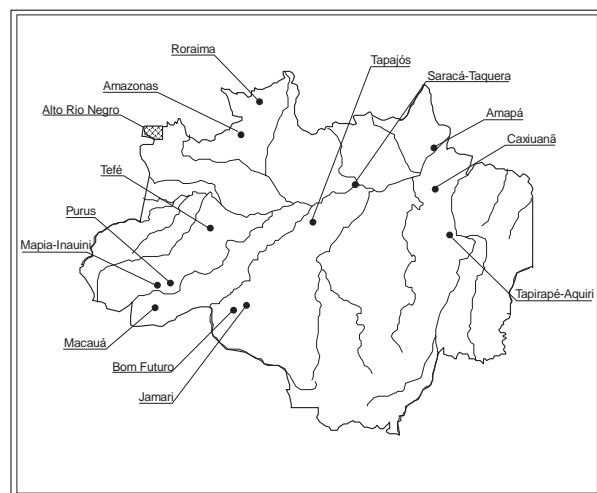 Roraima
Tapajós
Saracá-Taquera
Amazonas
Alto Rio Negro
Amapá
Caxiuanã
Tefé
Purus
Mapia-Inauini
Tapirapé-Aquiri
Macauá
Bom Futuro
Jamari